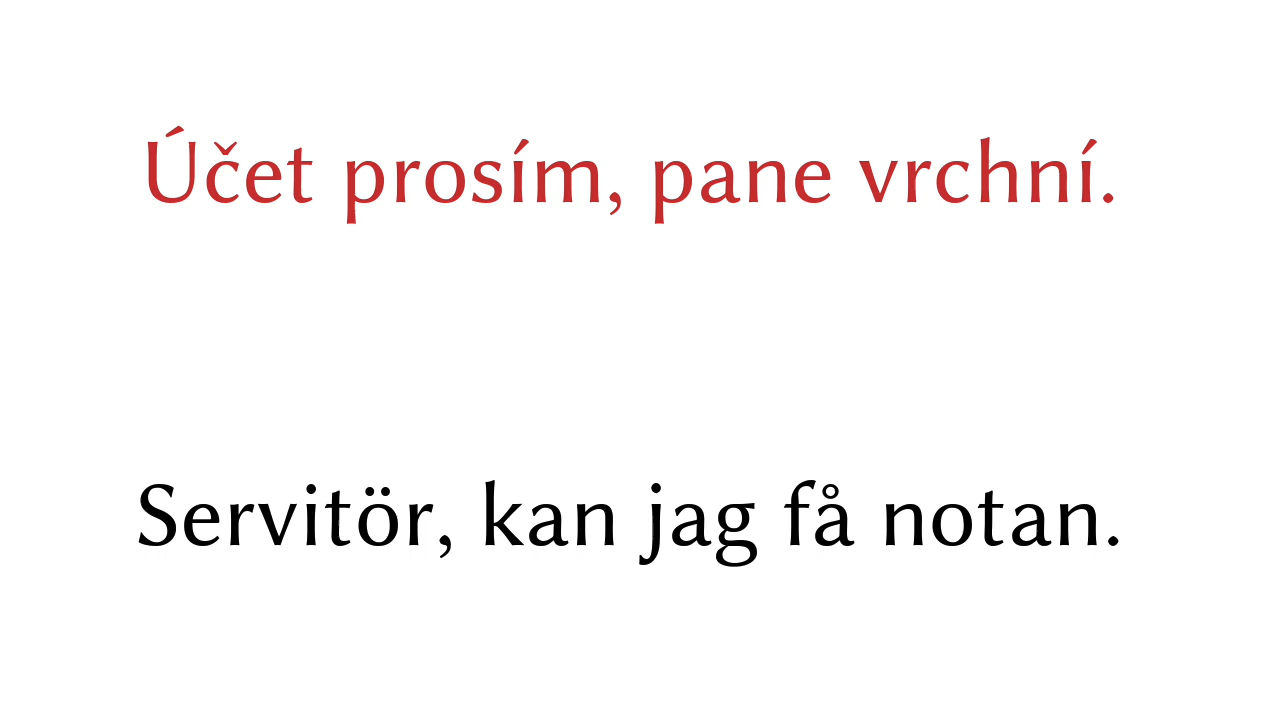 Účet prosím, pane vrchní.
Servitör, kan jag få notan.